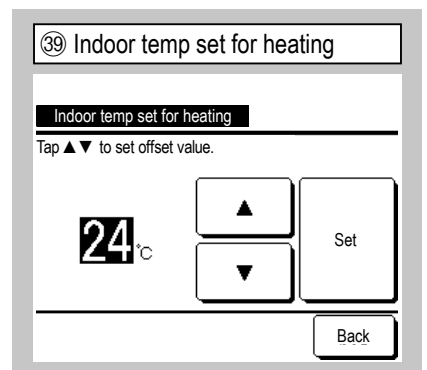 ㊴ Indoor temp set for heating
Indoor temp set for heating
Tap ▲▼ to set offset value.
▲
24°C
Set
▼
Back